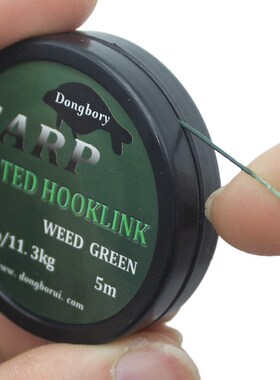 Dongbory
ARP
TED HOOKLINK
WEED GREEN
/11.3kg
5m
.dongborui.com